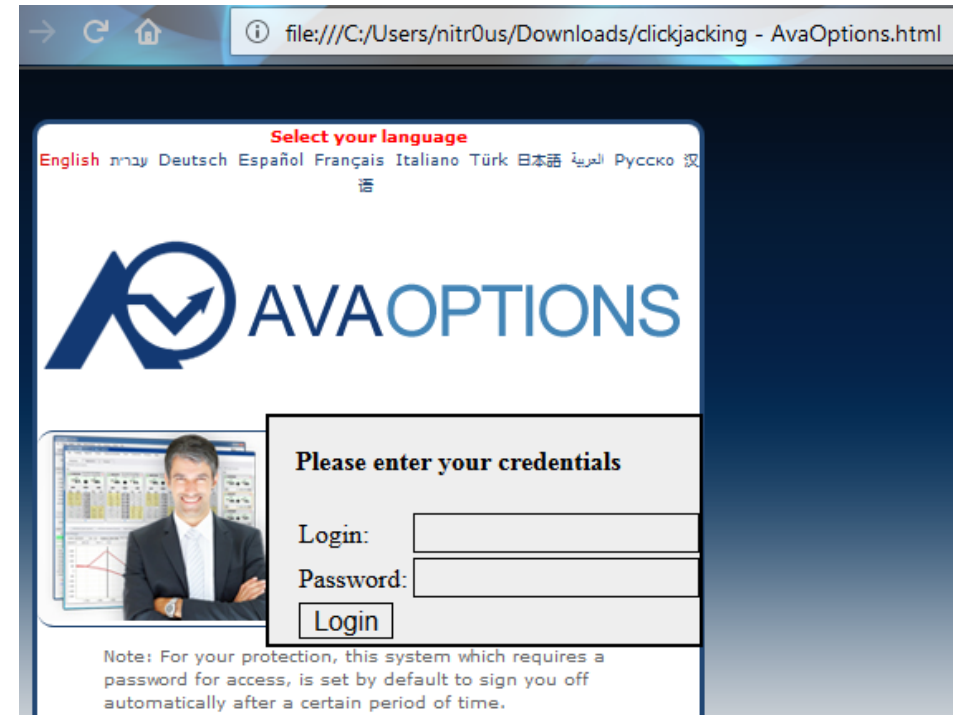 file:///C:/Users/nitr0us/Downloads/clickjacking - AvaOptions.html
Select your language
English עברית Deutsch Español Français Italiano Türk 日本語 العربية Русско 汉
语
AVAOPTIONS
Please enter your credentials
Login:
Password:
Login
Note: For your protection, this system which requires a
password for access, is set by default to sign you off
automatically after a certain period of time.